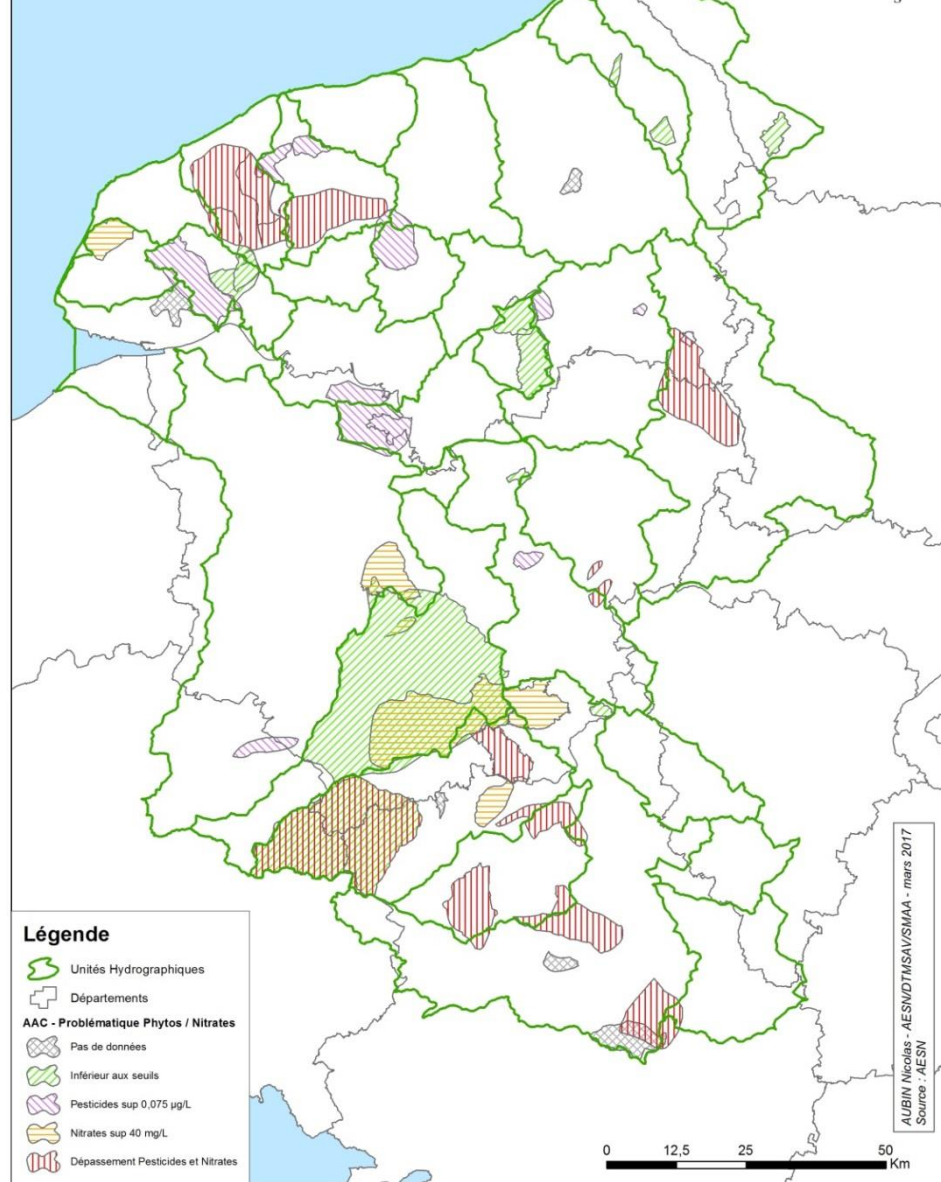 Légende
Unités Hydrographiques
Départements
AAC - Problématique Phytos / Nitrates
Pas de données
Inférieur aux seuils
Pesticides sup 0,075 µg/L
Nitrates sup 40 mg/L
Dépassement Pesticides et Nitrates
0 12,5 25 50
Km
AUBIN Nicolas - AESN/DTMSAV/SMAA - mars 2017
Source : AESN